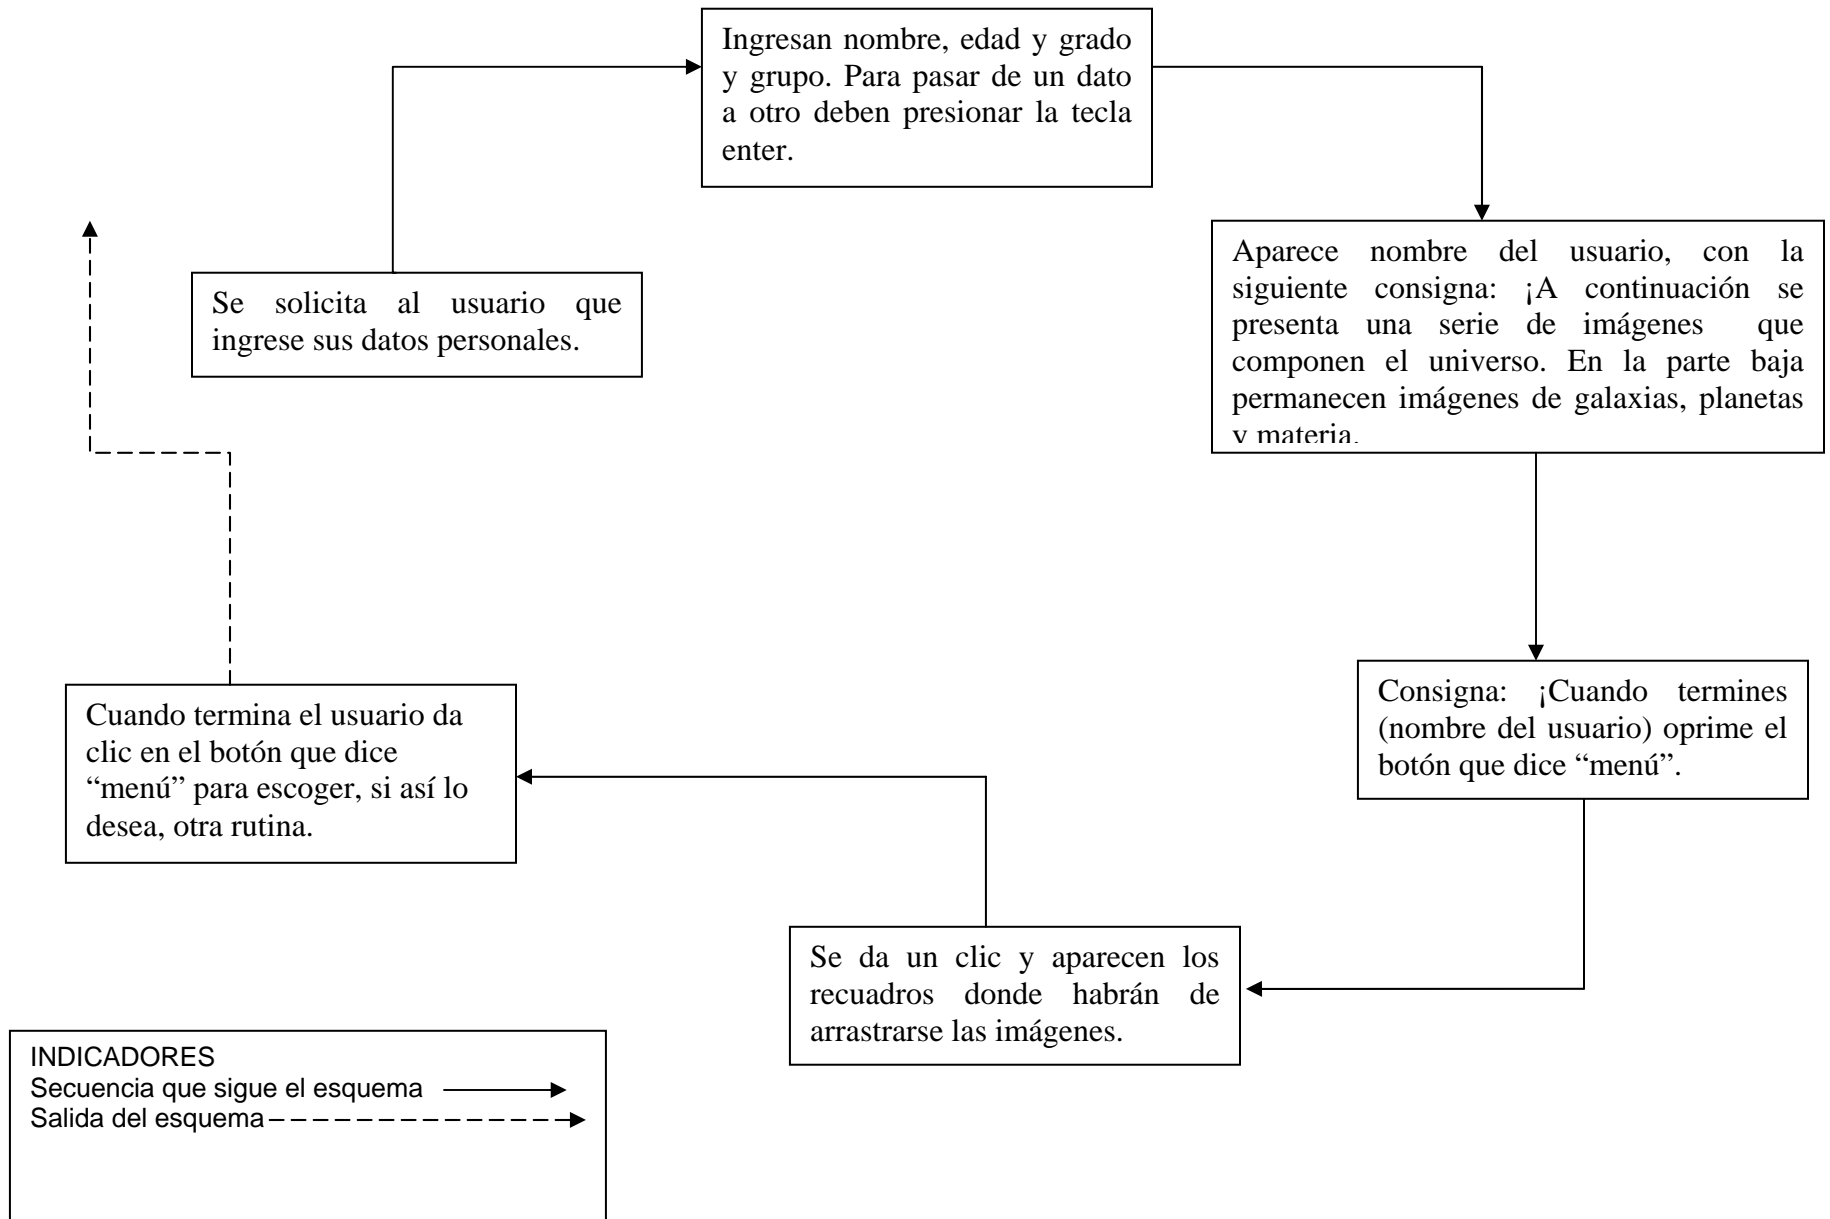 Ingresan nombre, edad y grado
y grupo. Para pasar de un dato
a otro deben presionar la tecla
enter.
Se solicita al usuario que
ingrese sus datos personales.
Aparece nombre del usuario, con la
siguiente consigna: ¡A continuación se
presenta una serie de imágenes que
componen el universo. En la parte baja
permanecen imágenes de galaxias, planetas
y materia.
Consigna: ¡Cuando termines
(nombre del usuario) oprime el
botón que dice “menú”.
Cuando termina el usuario da
clic en el botón que dice
“menú” para escoger, si así lo
desea, otra rutina.
Se da un clic y aparecen los
recuadros donde habrán de
arrastrarse las imágenes.
INDICADORES
Secuencia que sigue el esquema
Salida del esquema